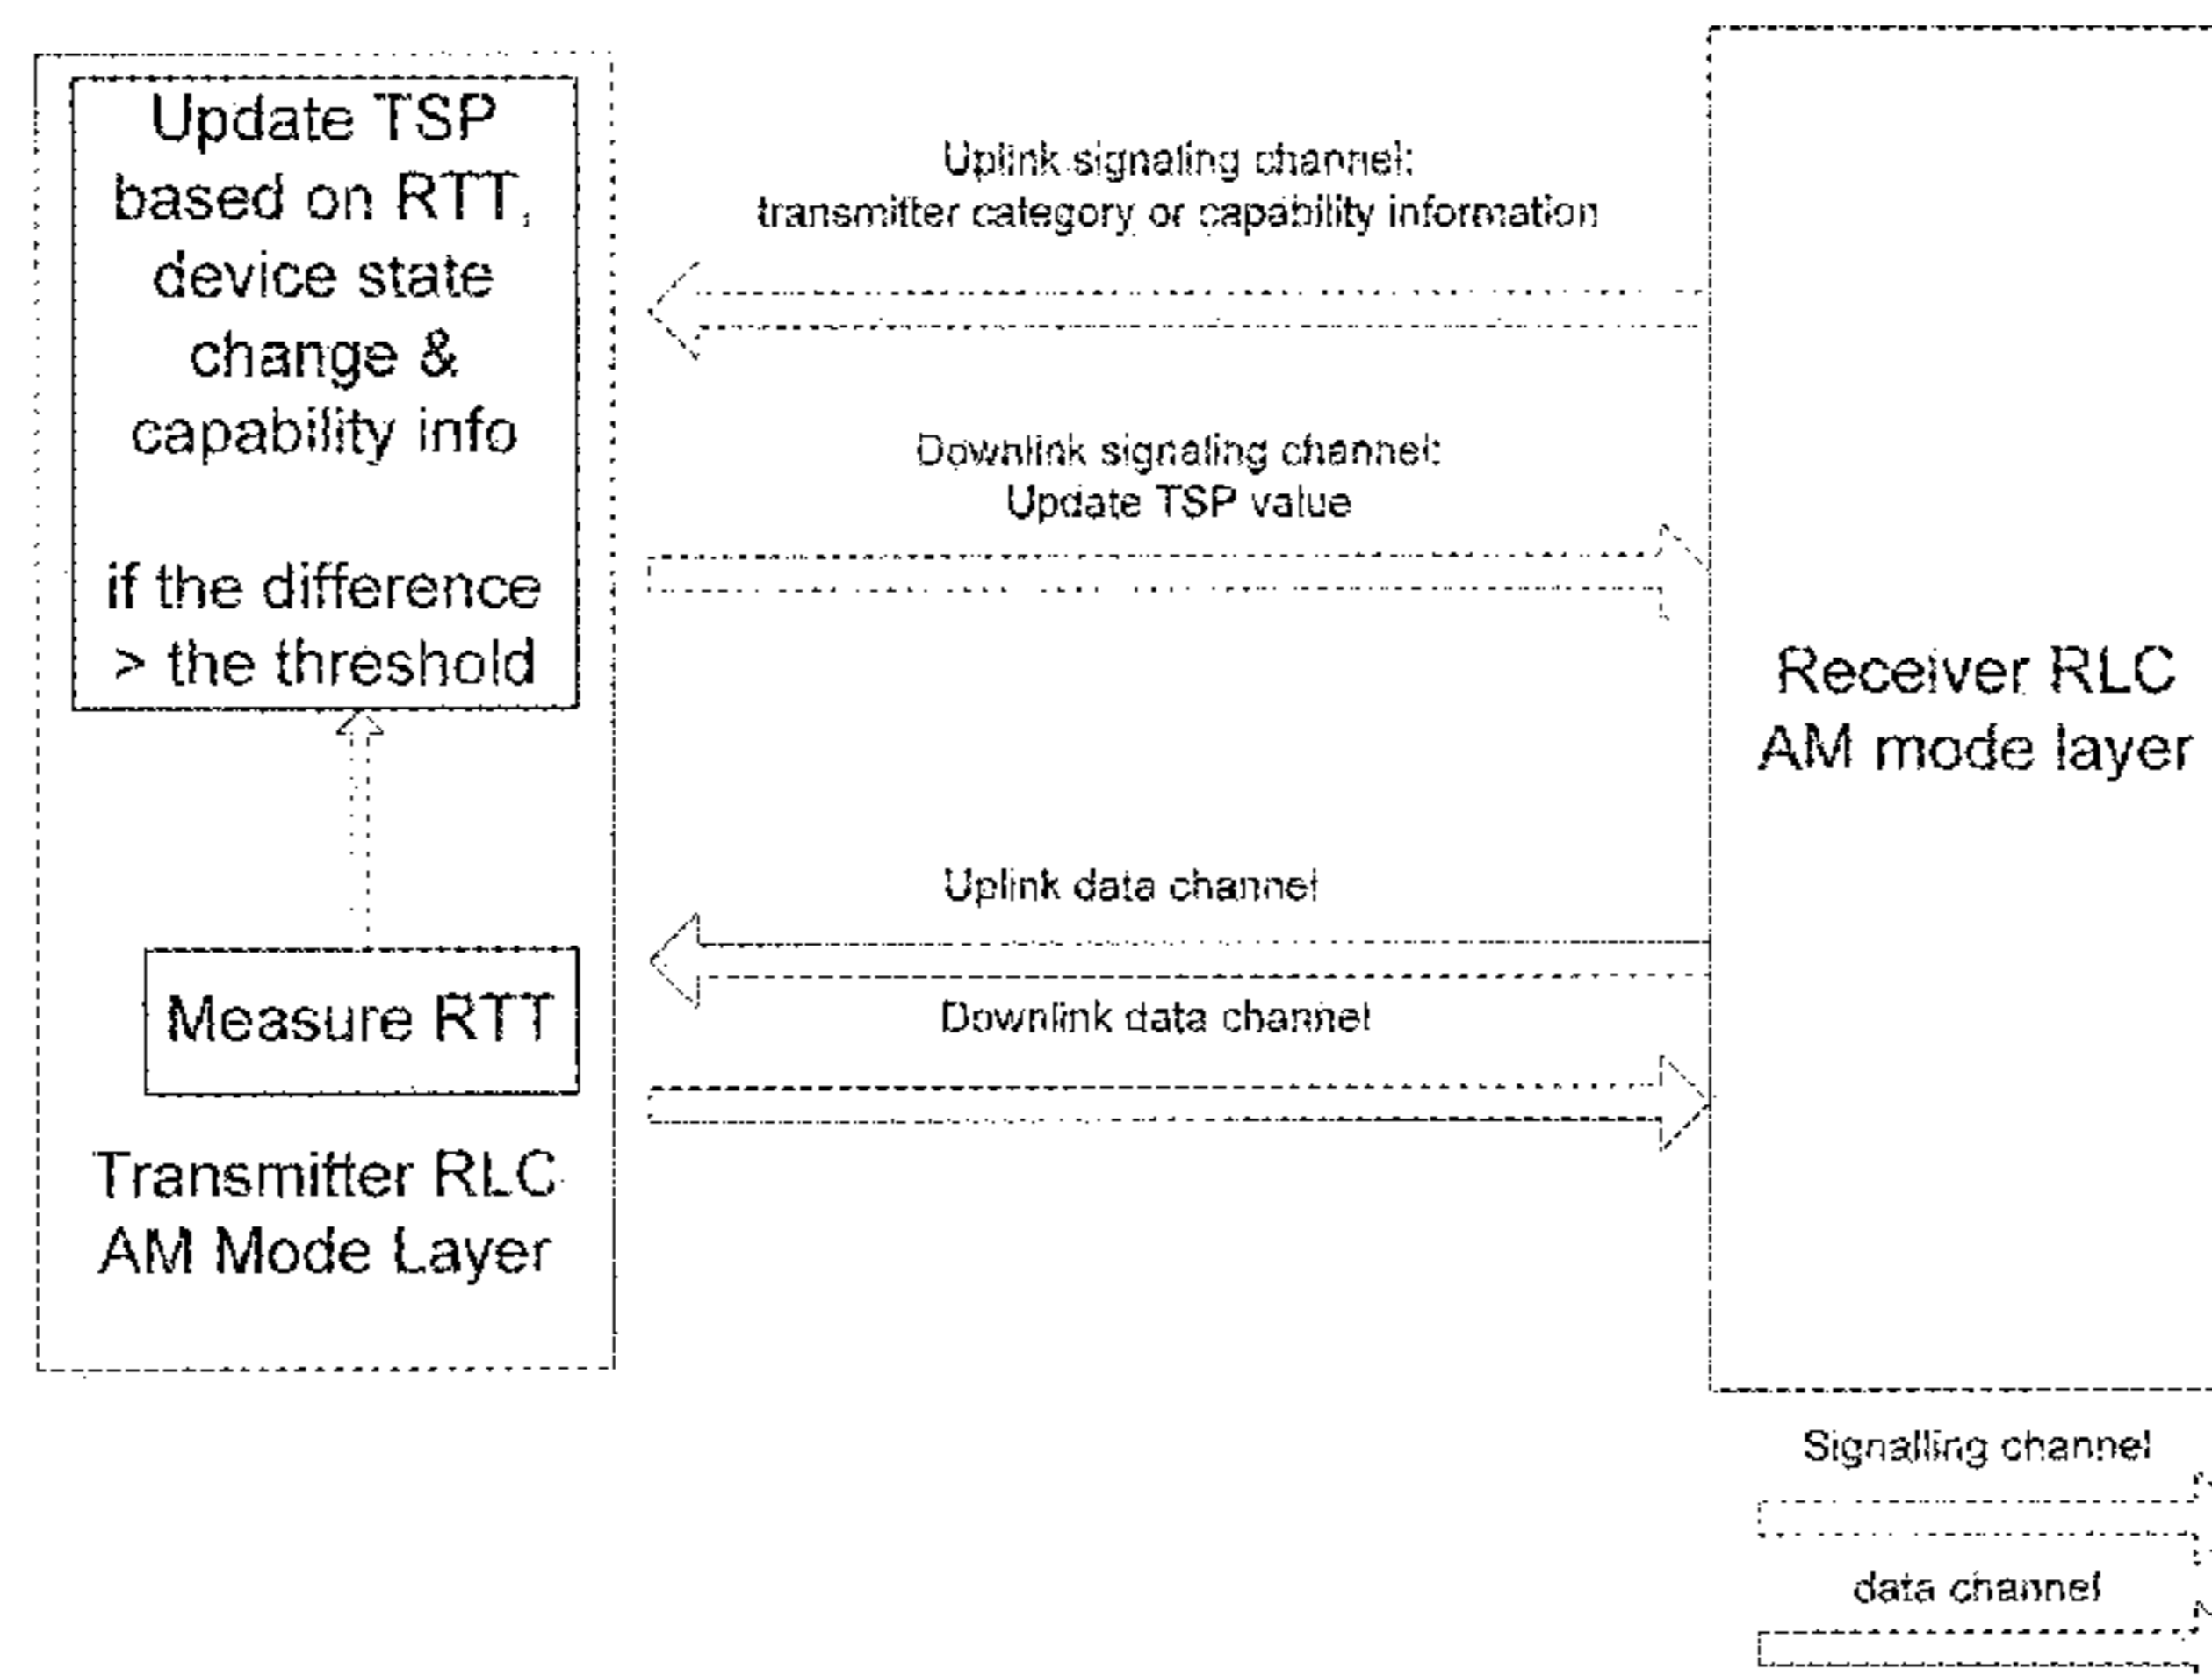 Update TSP
based on RTT,
device state
change &
capability info
if the difference
> the threshold
Measure RTT
Transmitter RLC
AM Mode Layer
Uplink signaling channel:
transmitter category or capability information
Downlink signaling channel:
Update TSP value
Uplink data channel
Downlink data channel
Receiver RLC
AM mode layer
Signalling channel
data channel